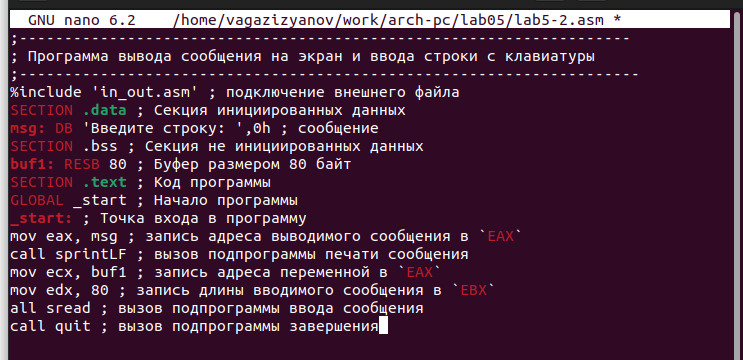 GNU nano 6.2 /home/vagazizyanov/work/arch-pc/lab05/lab5-2.asm *
;-----------------------------------------------------------------
; Программа вывода сообщения на экран и ввода строки с клавиатуры
;------------------------------------------------------------------
%include 'in_out.asm' ; подключение внешнего файла
SECTION .data ; Секция инициированных данных
msg: DB 'Введите строку: ',0h ; сообщение
SECTION .bss ; Секция не инициированных данных
buf1: RESB 80 ; Буфер размером 80 байт
SECTION .text ; Код программы
GLOBAL _start ; Начало программы
_start: ; Точка входа в программу
mov eax, msg ; запись адреса выводимого сообщения в `EAX`
call sprintLF ; вызов подпрограммы печати сообщения
mov ecx, buf1 ; запись адреса переменной в `EAX`
mov edx, 80 ; запись длины вводимого сообщения в `EBX`
all sread ; вызов подпрограммы ввода сообщения
call quit ; вызов подпрограммы завершения